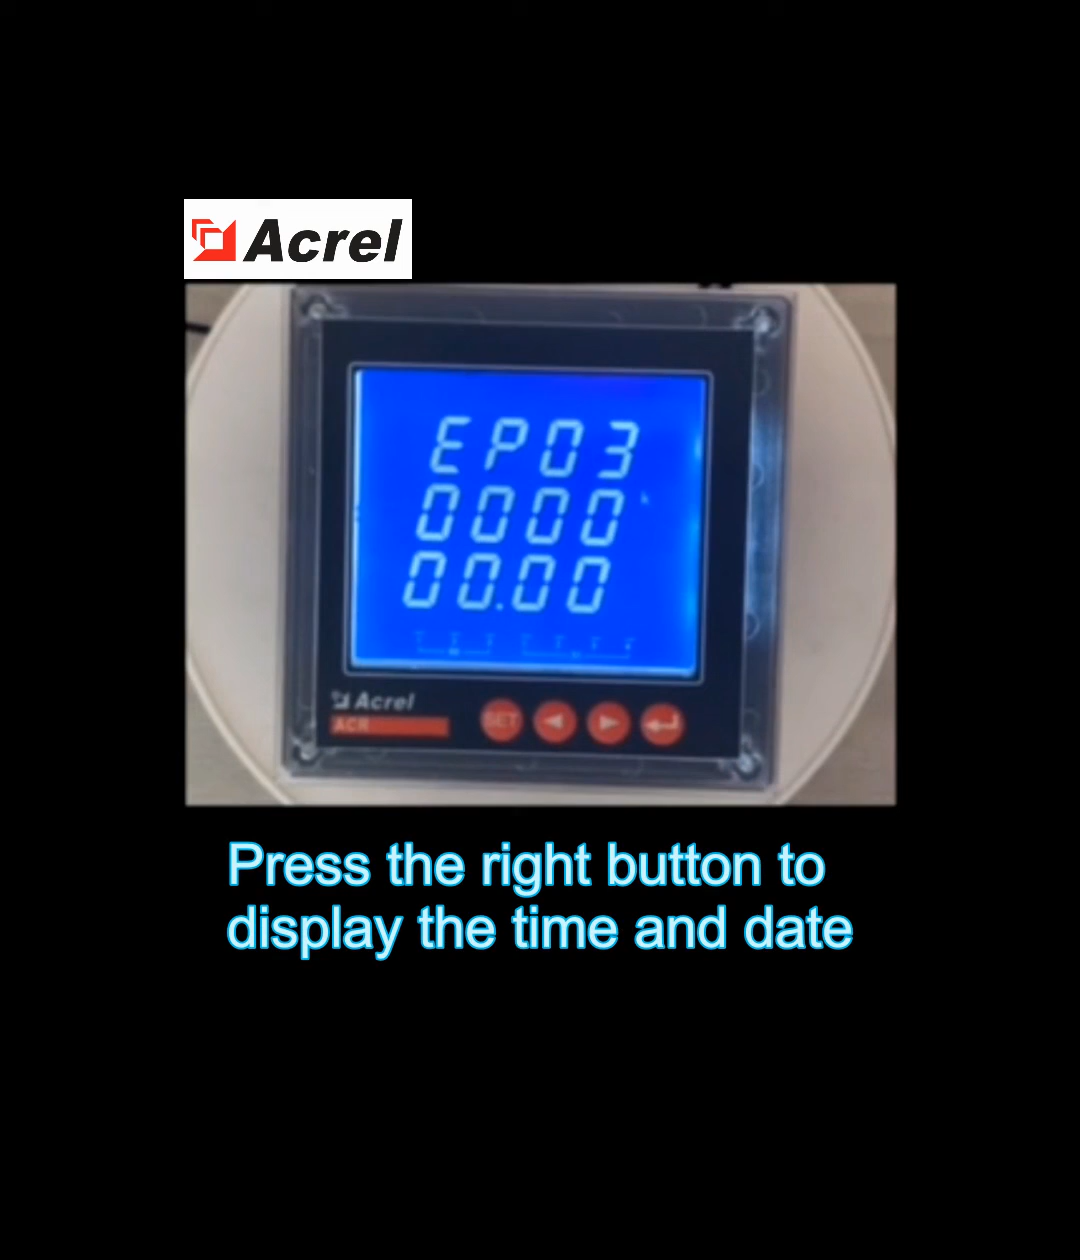 Acrel
EP03
0000
00.00
Acrel
ACR
SET
Press the right button to
display the time and date